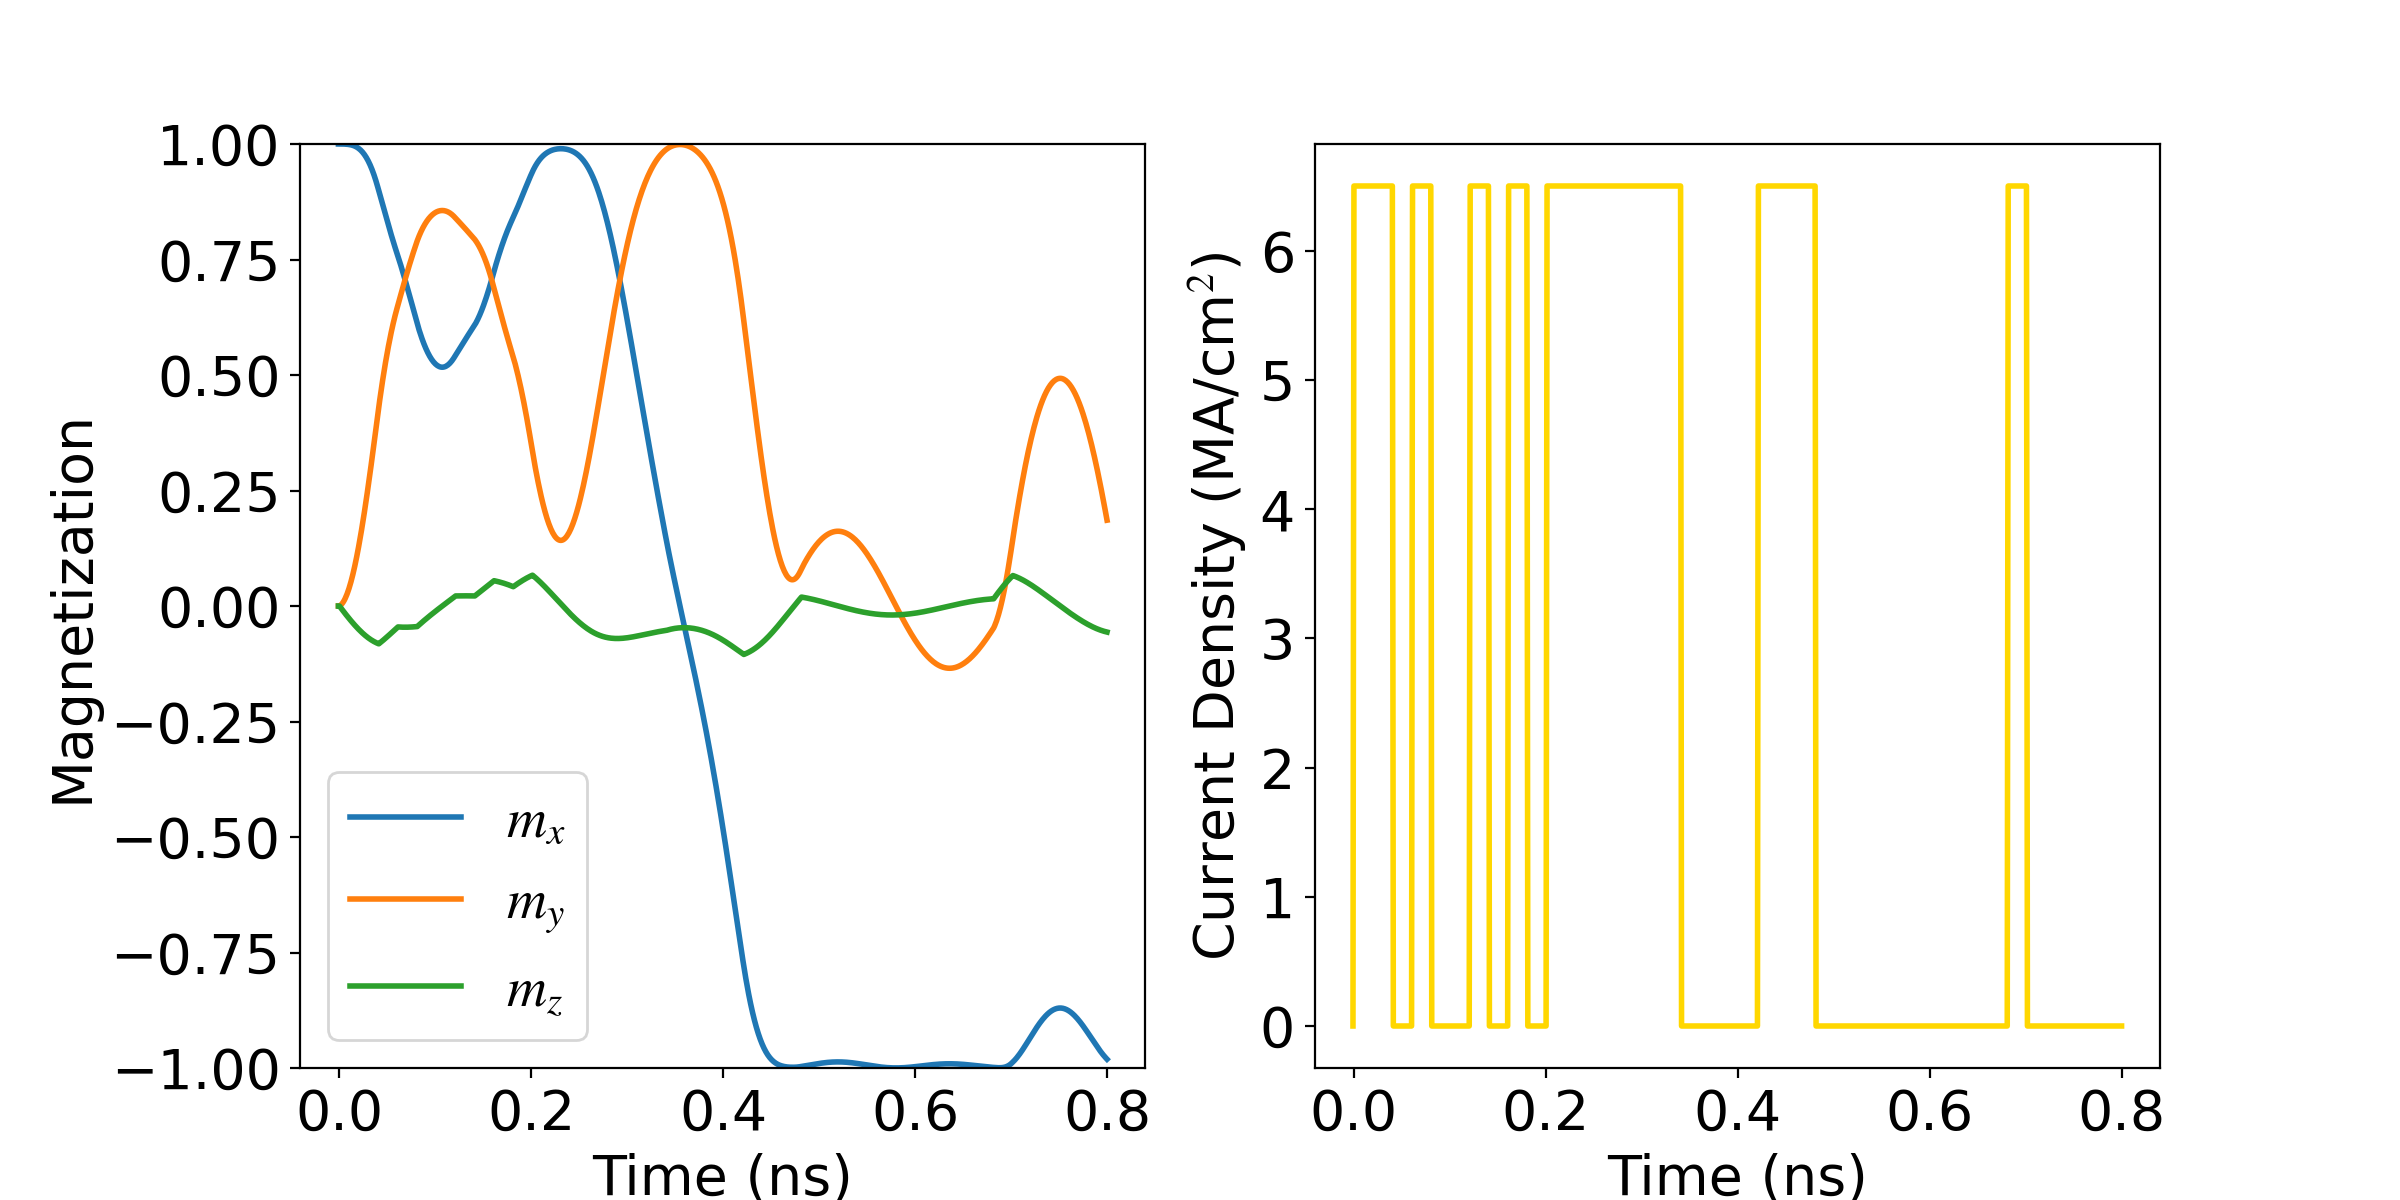 Magnetization
1.00
0.75
0.50
0.25
0.00
−0.25
−0.50
−0.75
−1.00
m_x
m_y
m_z
0.0 0.2 0.4 0.6 0.8
Time (ns)
Current Density (MA/cm²)
6
5
4
3
2
1
0
0.0 0.2 0.4 0.6 0.8
Time (ns)